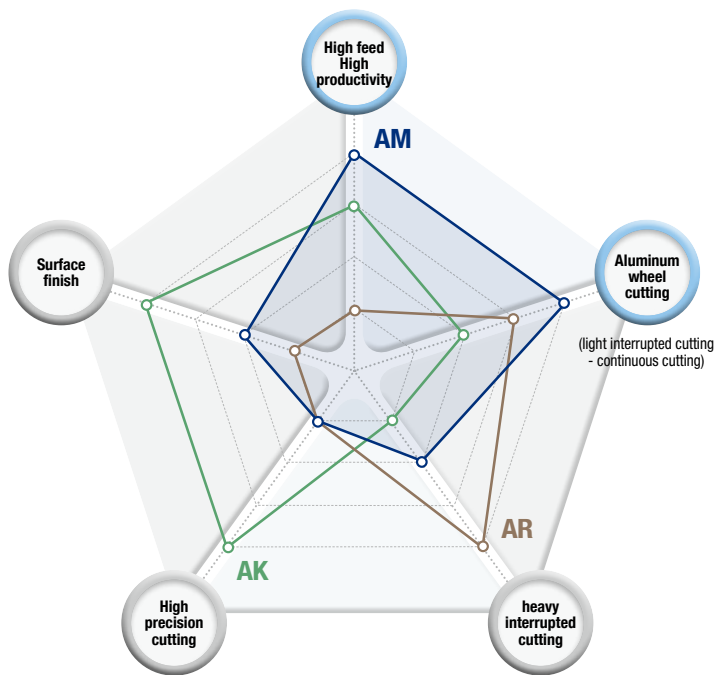 High feed
High
productivity
AM
Surface
finish
Aluminum
wheel
cutting
(light interrupted cutting
- continuous cutting)
AR
AK
High
precision
cutting
heavy
interrupted
cutting